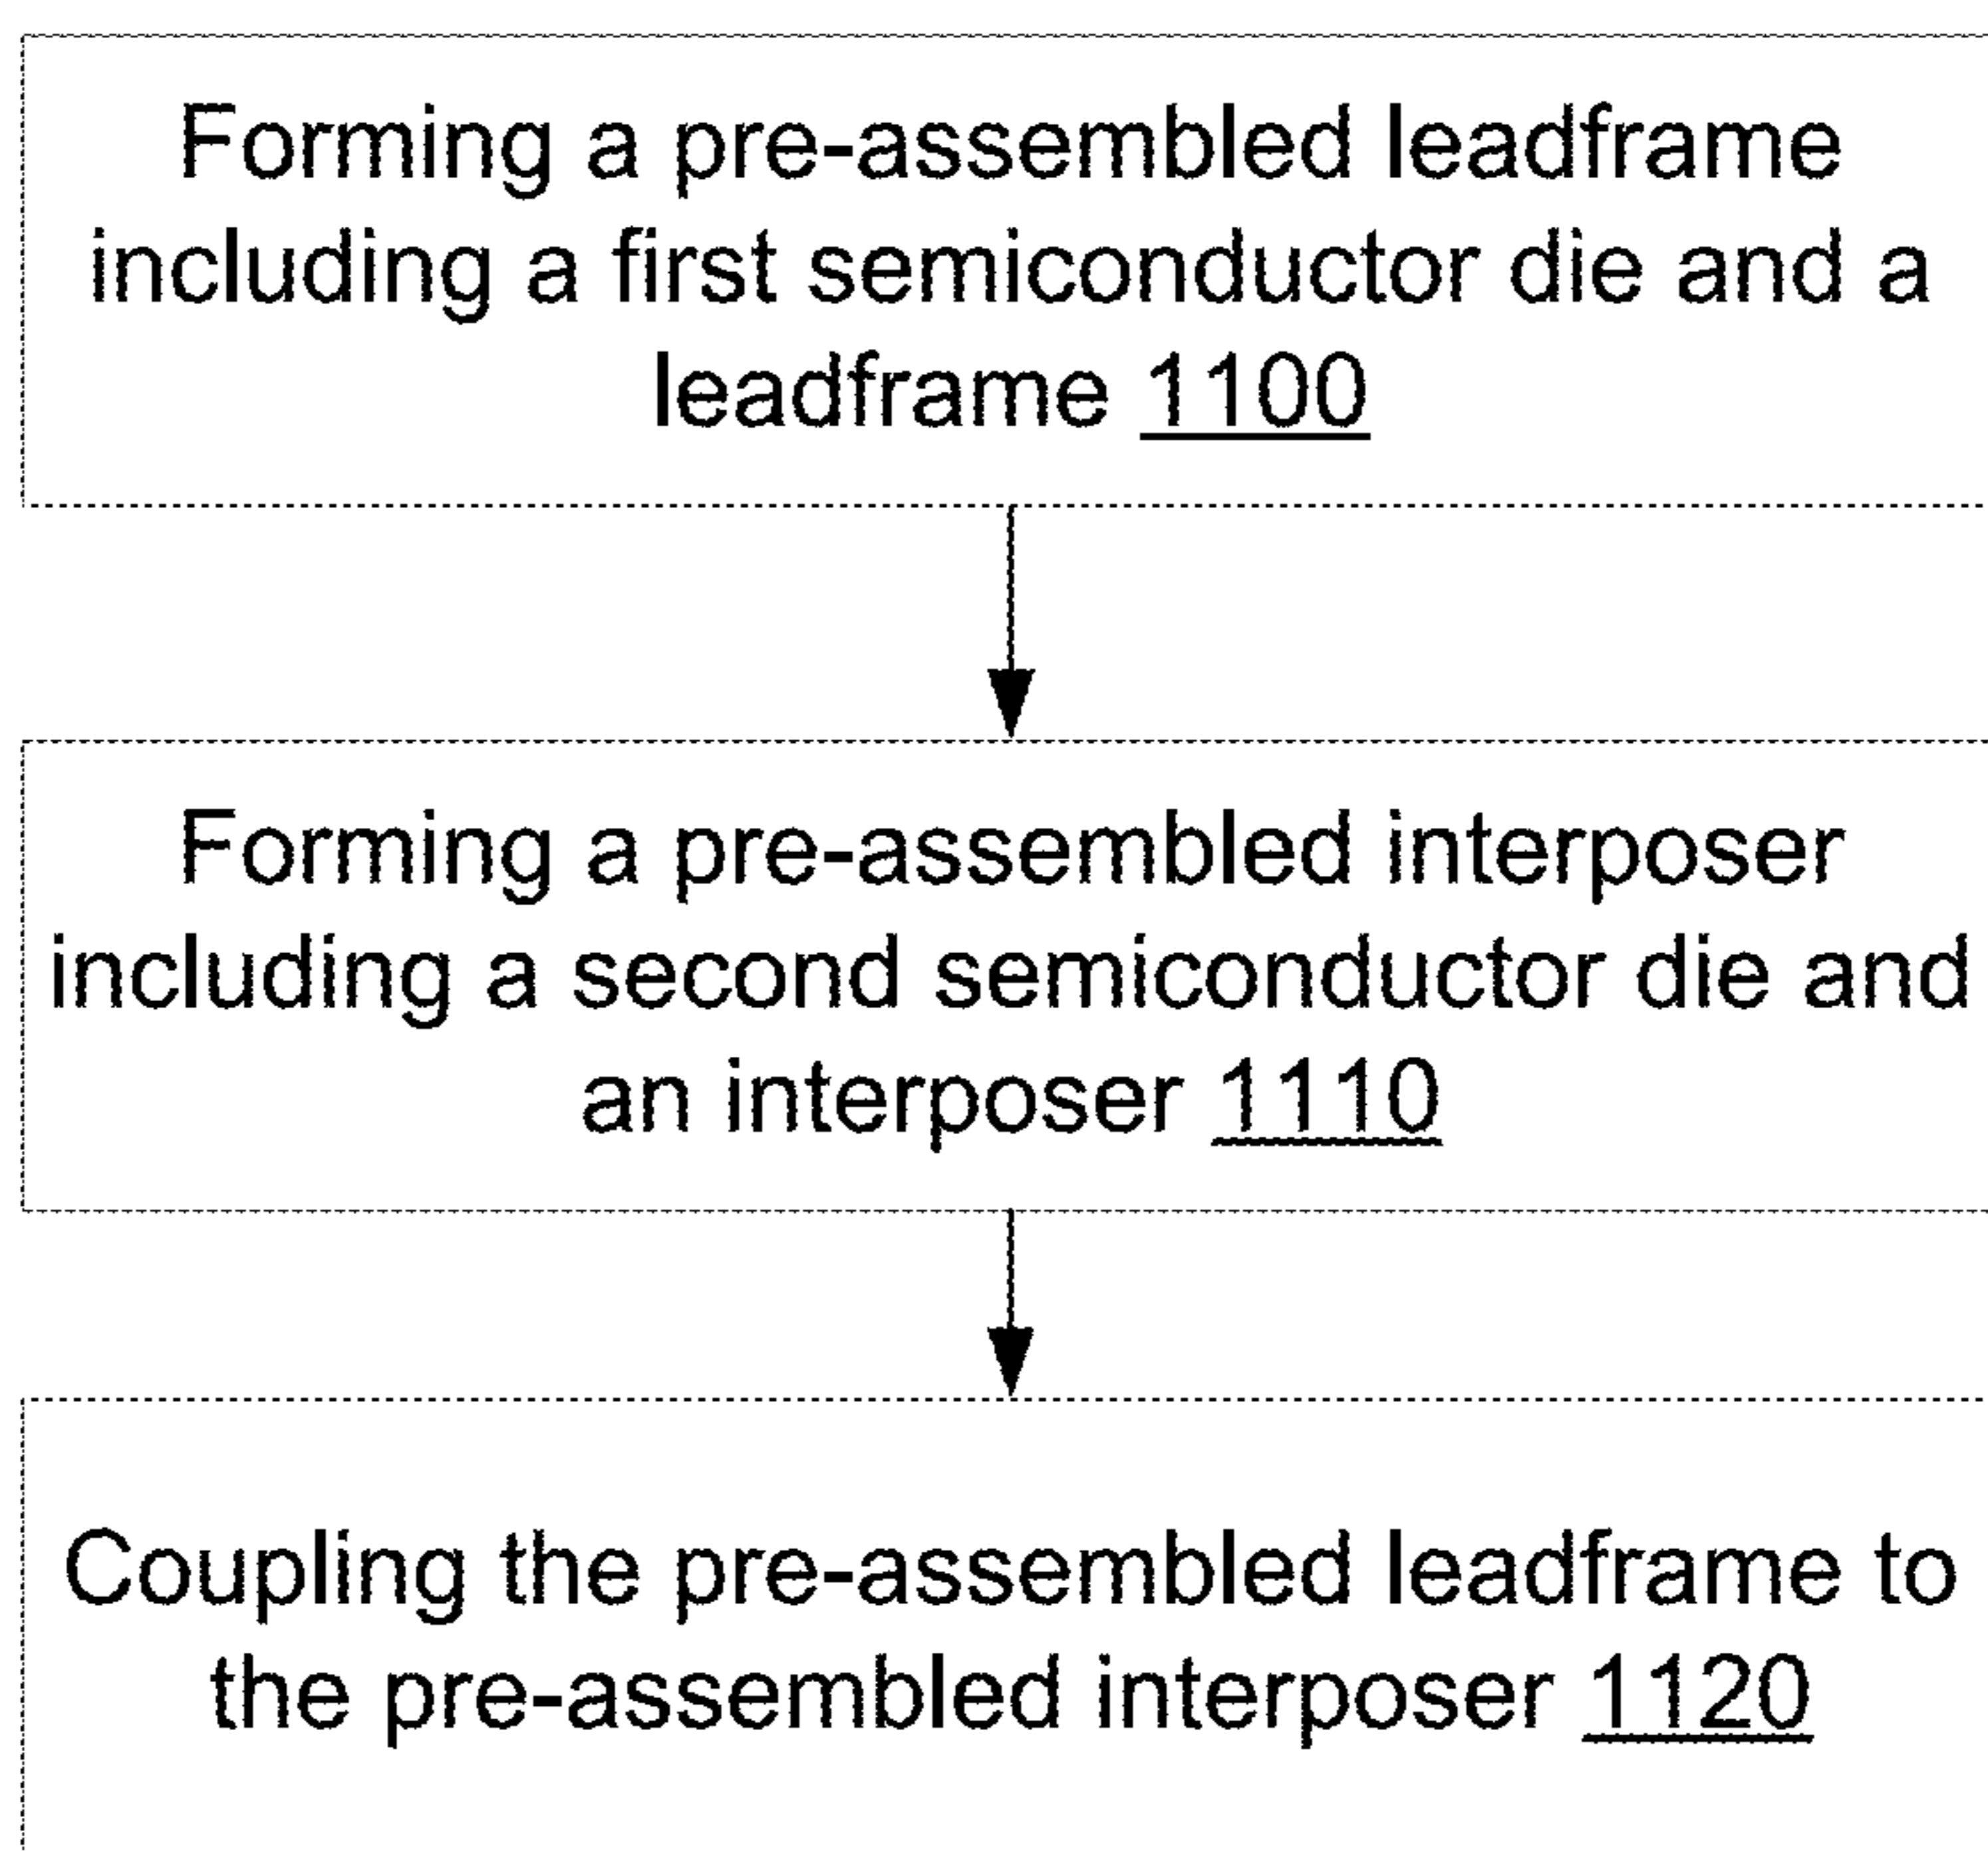 Forming a pre-assembled leadframe
including a first semiconductor die and a
leadframe 1100
Forming a pre-assembled interposer
including a second semiconductor die and
an interposer 1110
Coupling the pre-assembled leadframe to
the pre-assembled interposer 1120